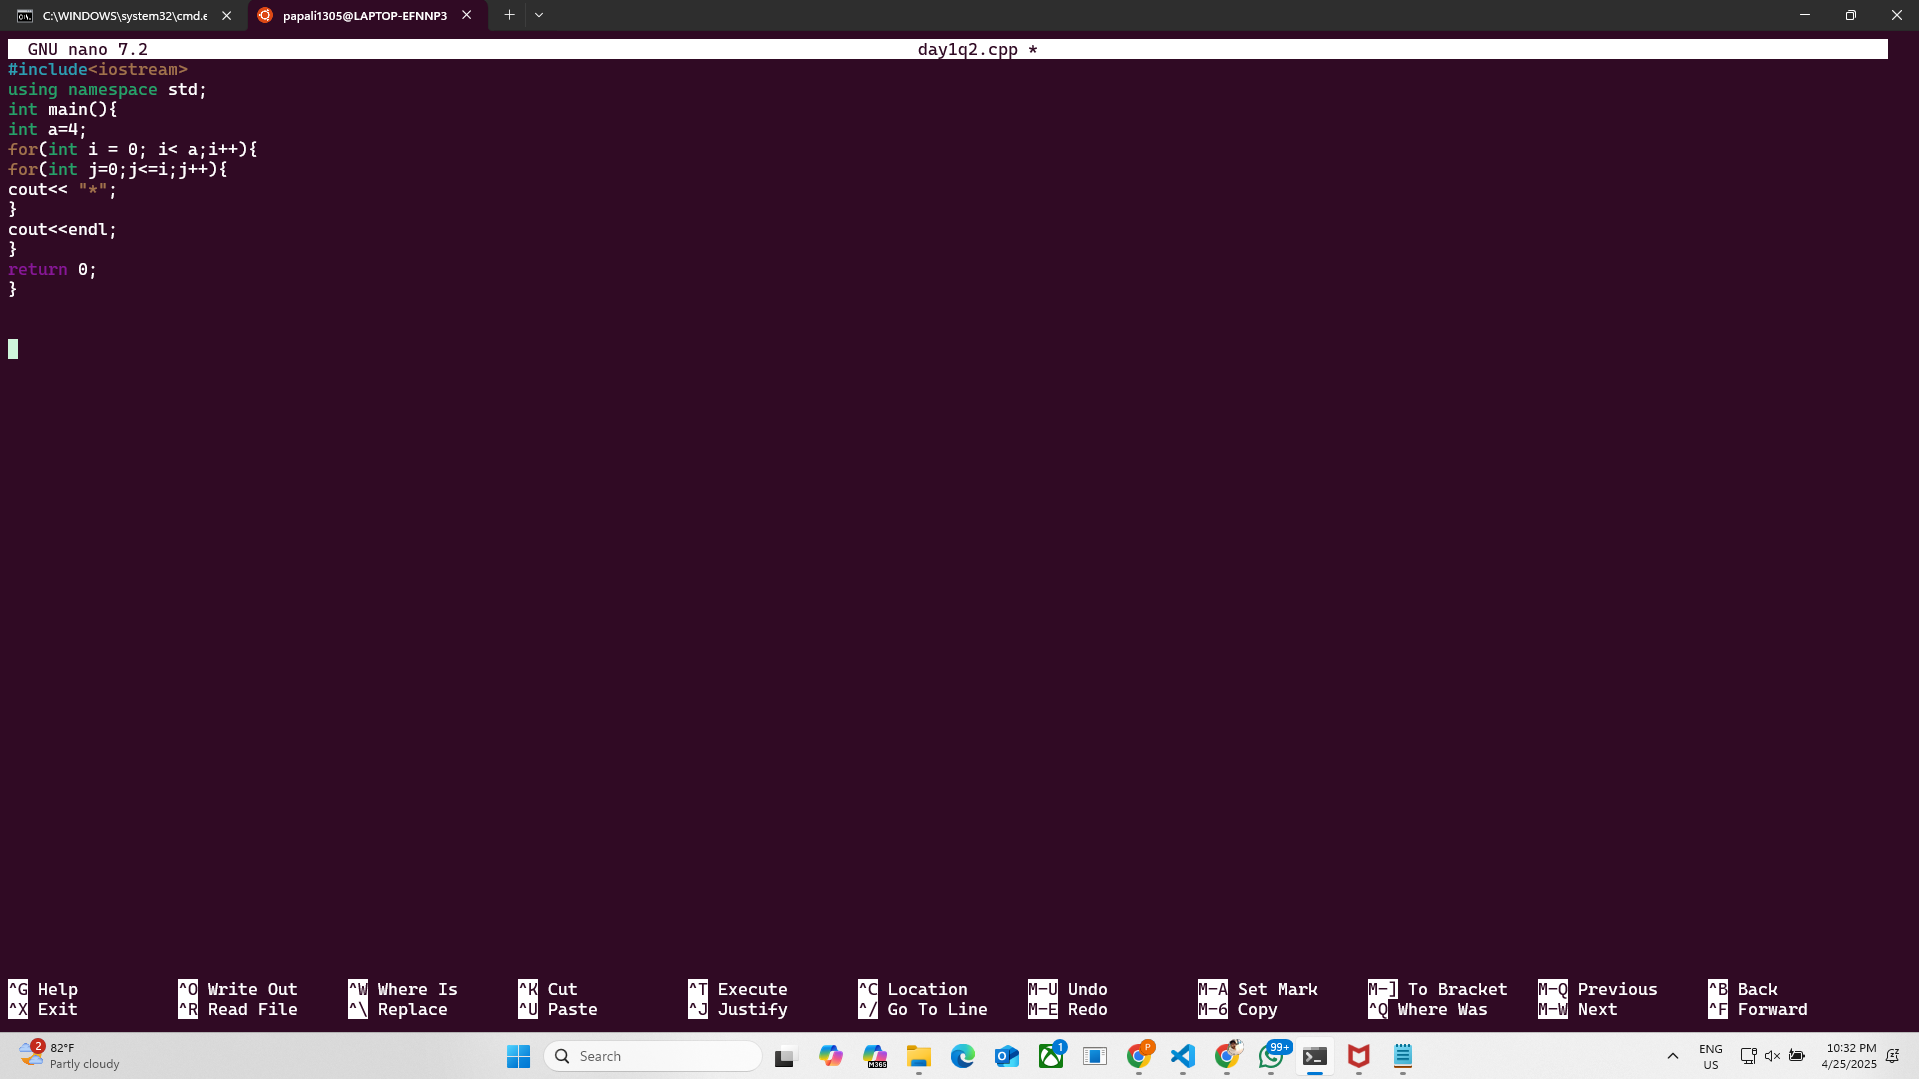 C:\WINDOWS\system32\cmd.e
papali1305@LAPTOP-EFNNP3
GNU nano 7.2 day1q2.cpp *
#include<iostream>
using namespace std;
int main(){
int a=4;
for(int i = 0; i< a;i++){
for(int j=0;j<=i;j++){
cout<< "*";
}
cout<<endl;
}
return 0;
}
^G Help ^O Write Out ^W Where Is ^K Cut ^T Execute ^C Location M-U Undo M-A Set Mark M-] To Bracket M-Q Previous ^B Back
^X Exit ^R Read File ^\ Replace ^U Paste ^J Justify ^/ Go To Line M-E Redo M-6 Copy ^Q Where Was M-W Next ^F Forward
2 82°F
Partly cloudy
Search
M365
1
P
99+
ENG
US
10:32 PM
4/25/2025